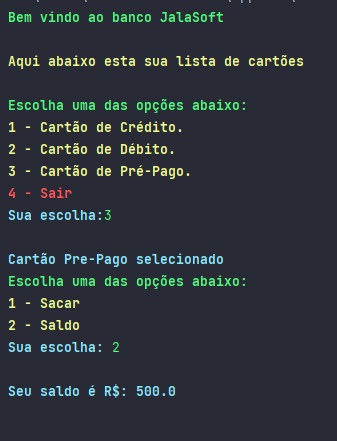 Bem vindo ao banco JalaSoft
Aqui abaixo esta sua lista de cartões
Escolha uma das opções abaixo:
1 - Cartão de Crédito.
2 - Cartão de Débito.
3 - Cartão de Pré-Pago.
4 - Sair
Sua escolha:3
Cartão Pre-Pago selecionado
Escolha uma das opções abaixo:
1 - Sacar
2 - Saldo
Sua escolha: 2
Seu saldo é R$: 500.0